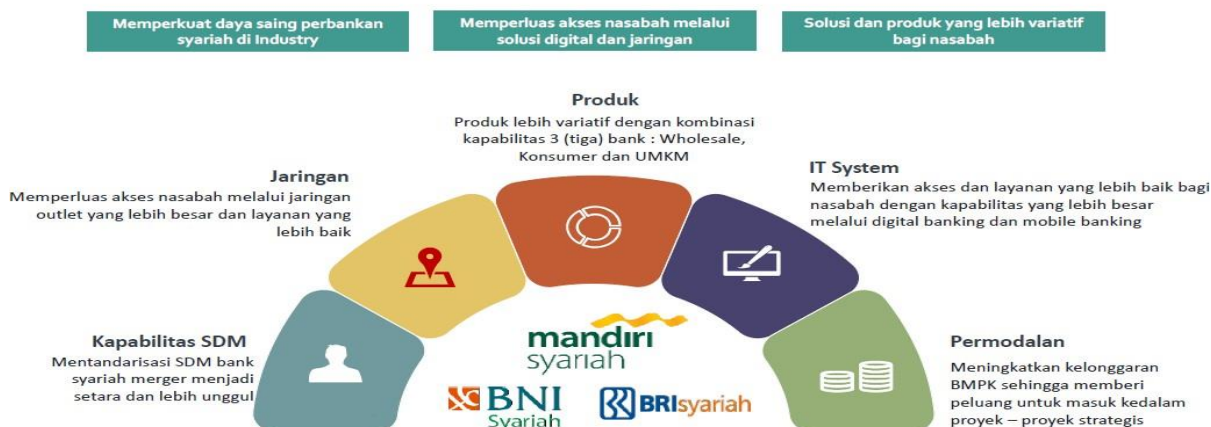 Memperkuat daya saing perbankan
syariah di Industry
Memperluas akses nasabah melalui
solusi digital dan jaringan
Solusi dan produk yang lebih variatif
bagi nasabah
Produk
Produk lebih variatif dengan kombinasi
kapabilitas 3 (tiga) bank : Wholesale,
Konsumer dan UMKM
Jaringan
Memperluas akses nasabah melalui jaringan
outlet yang lebih besar dan layanan yang
lebih baik
IT System
Memberikan akses dan layanan yang lebih baik bagi
nasabah dengan kapabilitas yang lebih besar
melalui digital banking dan mobile banking
Kapabilitas SDM
Mentandarisasi SDM bank
syariah merger menjadi
setara dan lebih unggul
mandiri
syariah
BNI
Syariah
BRIsyariah
Permodalan
Meningkatkan kelonggaran
BMPK sehingga memberi
peluang untuk masuk kedalam
proyek – proyek strategis